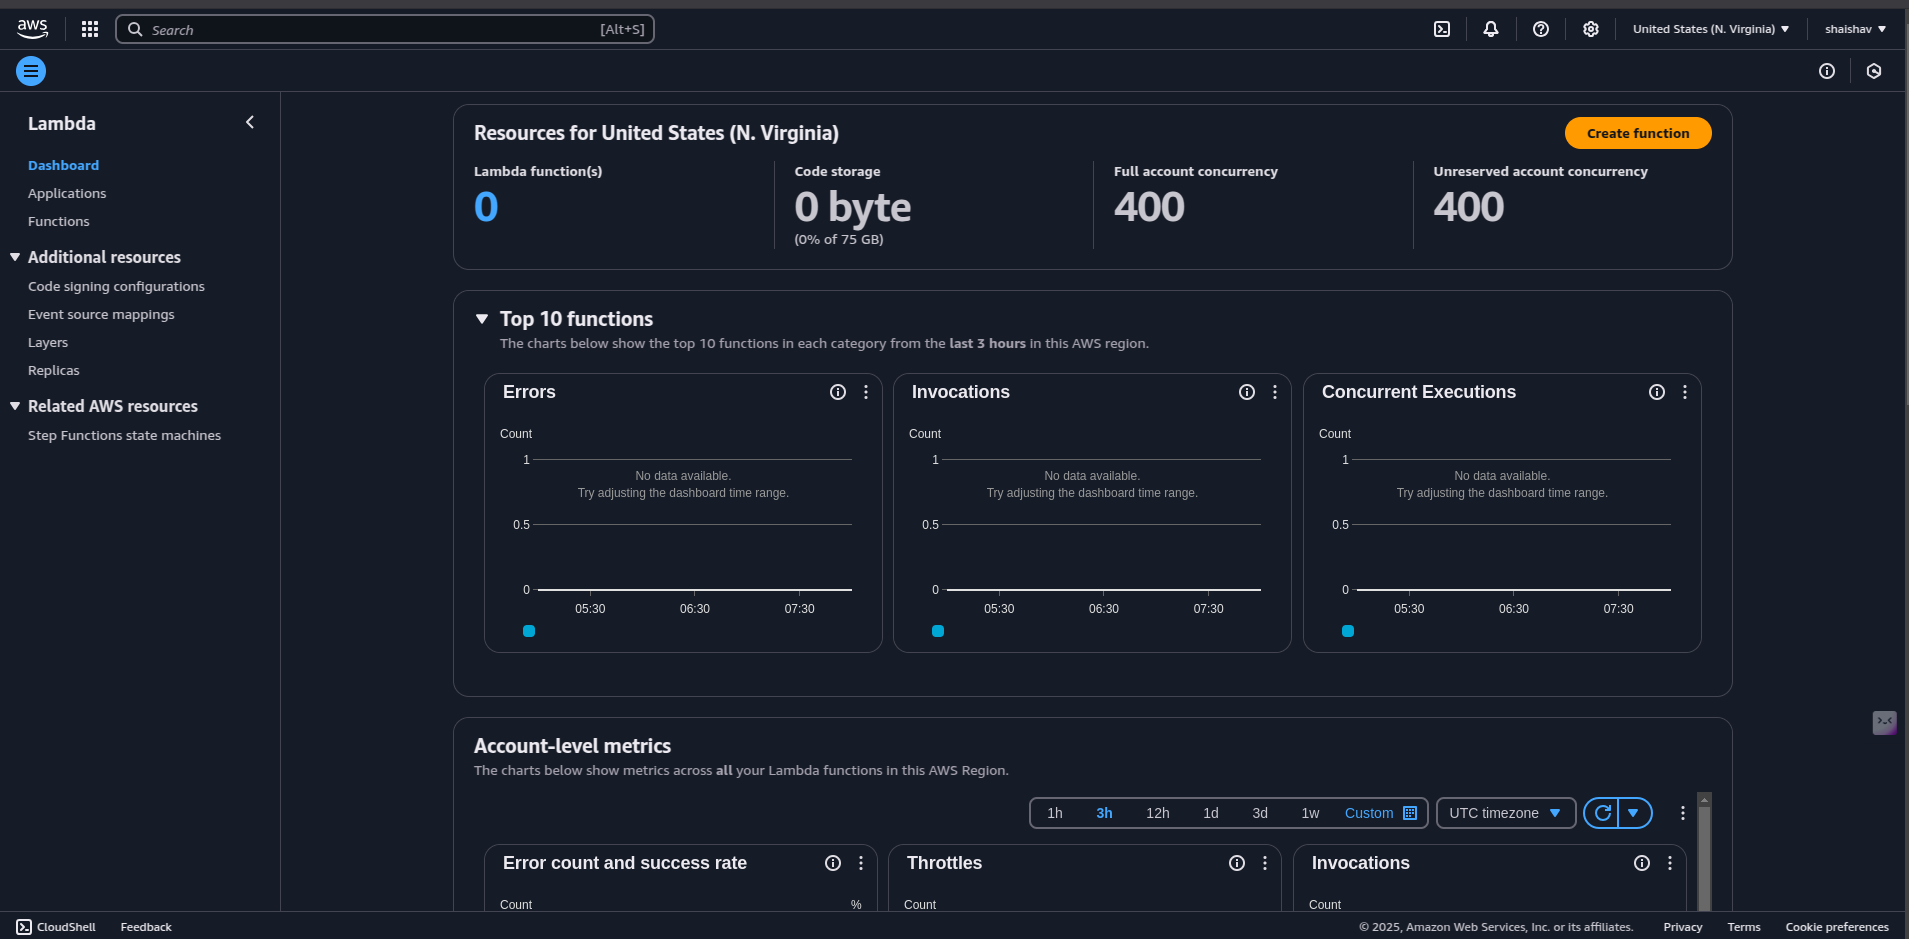 aws
Search [Alt+S]
United States (N. Virginia)
shaishav
Lambda
Dashboard
Applications
Functions
Additional resources
Code signing configurations
Event source mappings
Layers
Replicas
Related AWS resources
Step Functions state machines
Resources for United States (N. Virginia)
Create function
Lambda function(s)
0
Code storage
0 byte
(0% of 75 GB)
Full account concurrency
400
Unreserved account concurrency
400
Top 10 functions
The charts below show the top 10 functions in each category from the last 3 hours in this AWS region.
Errors
Count
1
No data available.
Try adjusting the dashboard time range.
0.5
0
05:30 06:30 07:30
Invocations
Count
1
No data available.
Try adjusting the dashboard time range.
0.5
0
05:30 06:30 07:30
Concurrent Executions
Count
1
No data available.
Try adjusting the dashboard time range.
0.5
0
05:30 06:30 07:30
Account-level metrics
The charts below show metrics across all your Lambda functions in this AWS Region.
1h 3h 12h 1d 3d 1w Custom UTC timezone
Error count and success rate
Count %
Throttles
Count
Invocations
Count
CloudShell Feedback © 2025, Amazon Web Services, Inc. or its affiliates. Privacy Terms Cookie preferences